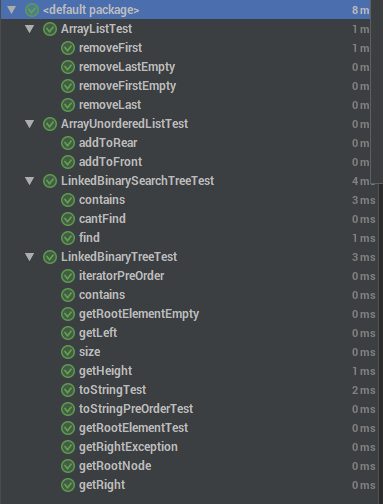 <default package> 8 m
ArrayListTest 1 m
removeFirst 1 m
removeLastEmpty 0 m
removeFirstEmpty 0 m
removeLast 0 m
ArrayUnorderedListTest 0 m
addToRear 0 m
addToFront 0 m
LinkedBinarySearchTreeTest 4 ms
contains 3 ms
cantFind 0 ms
find 1 ms
LinkedBinaryTreeTest 3 ms
iteratorPreOrder 0 ms
contains 0 ms
getRootElementEmpty 0 ms
getLeft 0 ms
size 0 ms
getHeight 1 ms
toStringTest 2 ms
toStringPreOrderTest 0 ms
getRootElementTest 0 ms
getRightException 0 ms
getRootNode 0 ms
getRight 0 ms